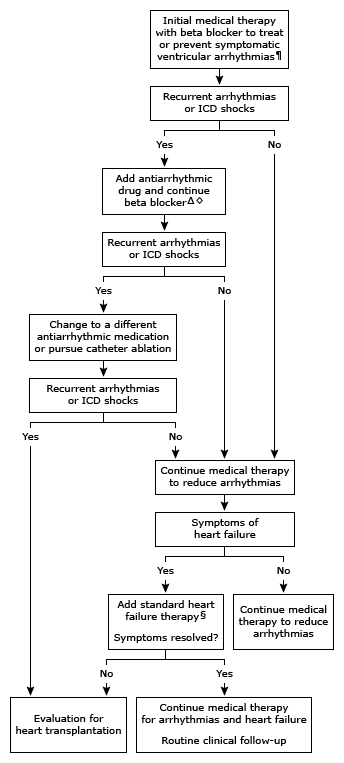 Initial medical therapy
with beta blocker to treat
or prevent symptomatic
ventricular arrhythmias¶
Recurrent arrhythmias
or ICD shocks
Yes
No
Add antiarrhythmic
drug and continue
beta blockerΔ◇
Recurrent arrhythmias
or ICD shocks
Yes
No
Change to a different
antiarrhythmic medication
or pursue catheter ablation
Recurrent arrhythmias
or ICD shocks
Yes
No
Continue medical therapy
to reduce arrhythmias
Symptoms of
heart failure
Yes
No
Add standard heart
failure therapy§
Symptoms resolved?
Continue medical
therapy to reduce
arrhythmias
No
Yes
Evaluation for
heart transplantation
Continue medical therapy
for arrhythmias and heart failure
Routine clinical follow-up